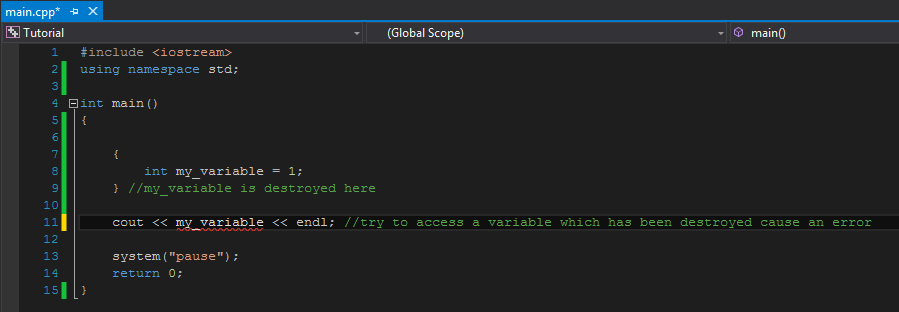 main.cpp*
Tutorial (Global Scope) main()
1 #include <iostream>
2 using namespace std;
3
4 int main()
5 {
6
7 {
8 int my_variable = 1;
9 } //my_variable is destroyed here
10
11 cout << my_variable << endl; //try to access a variable which has been destroyed cause an error
12
13 system("pause");
14 return 0;
15 }